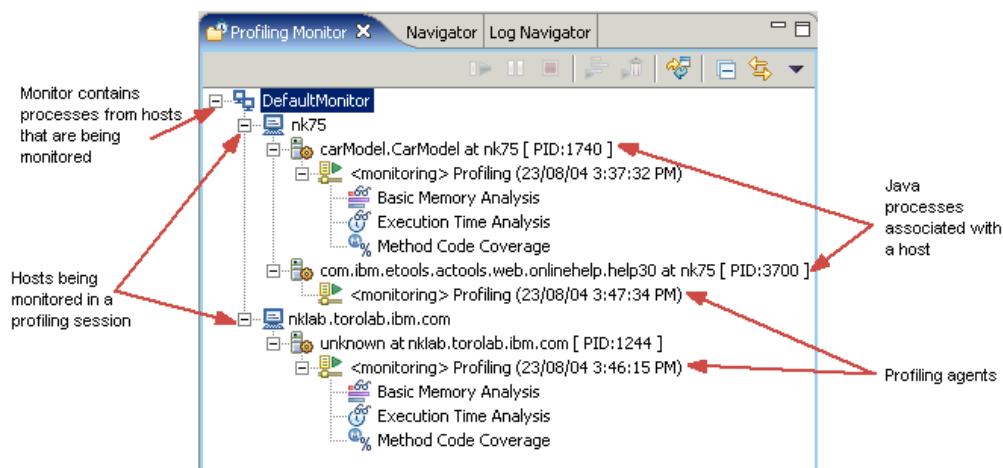 Profiling Monitor
Navigator
Log Navigator
Monitor contains
processes from hosts
that are being
monitored
DefaultMonitor
nk75
carModel.CarModel at nk75 [ PID:1740 ]
<monitoring> Profiling (23/08/04 3:37:32 PM)
Basic Memory Analysis
Execution Time Analysis
Method Code Coverage
com.ibm.etools.actools.web.onlinehelp.help30 at nk75 [ PID:3700 ]
<monitoring> Profiling (23/08/04 3:47:34 PM)
nklab.torolab.ibm.com
unknown at nklab.torolab.ibm.com [ PID:1244 ]
<monitoring> Profiling (23/08/04 3:46:15 PM)
Basic Memory Analysis
Execution Time Analysis
Method Code Coverage
Hosts being
monitored in a
profiling session
Java
processes
associated with
a host
Profiling agents